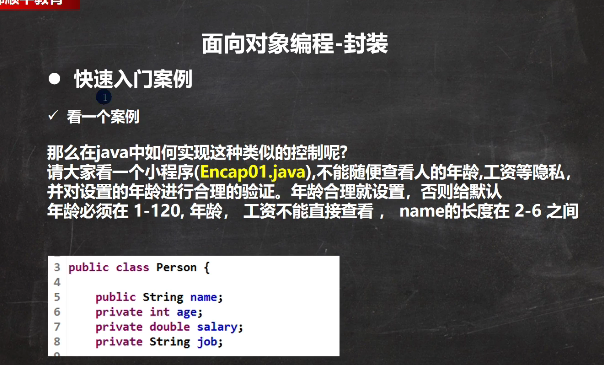 面向对象编程-封装
● 快速入门案例
1
✓ 看一个案例
那么在java中如何实现这种类似的控制呢?
请大家看一个小程序(Encap01.java),不能随便查看人的年龄,工资等隐私，
并对设置的年龄进行合理的验证。年龄合理就设置，否则给默认
年龄必须在 1-120, 年龄， 工资不能直接查看 ， name的长度在 2-6 之间
3 public class Person {
4
5 public String name;
6 private int age;
7 private double salary;
8 private String job;